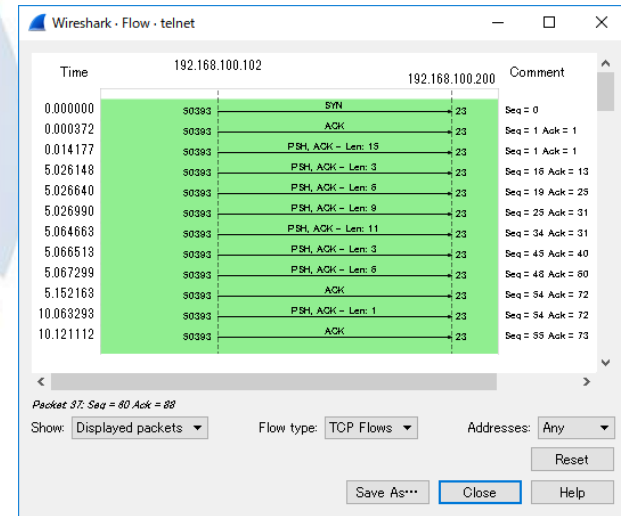 Wireshark · Flow · telnet
Time 192.168.100.102 192.168.100.200 Comment
0.000000 50393 SYN 23 Seq = 0
0.000372 50393 ACK 23 Seq = 1 Ack = 1
0.014177 50393 PSH, ACK - Len: 15 23 Seq = 1 Ack = 1
5.026148 50393 PSH, ACK - Len: 3 23 Seq = 16 Ack = 13
5.026640 50393 PSH, ACK - Len: 6 23 Seq = 19 Ack = 25
5.026990 50393 PSH, ACK - Len: 9 23 Seq = 25 Ack = 31
5.064663 50393 PSH, ACK - Len: 11 23 Seq = 34 Ack = 31
5.066513 50393 PSH, ACK - Len: 3 23 Seq = 45 Ack = 40
5.067299 50393 PSH, ACK - Len: 6 23 Seq = 48 Ack = 60
5.152163 50393 ACK 23 Seq = 54 Ack = 72
10.063293 50393 PSH, ACK - Len: 1 23 Seq = 54 Ack = 72
10.121112 50393 ACK 23 Seq = 55 Ack = 73
Packet 37: Seq = 60 Ack = 88
Show: Displayed packets Flow type: TCP Flows Addresses: Any
Reset
Save As··· Close Help